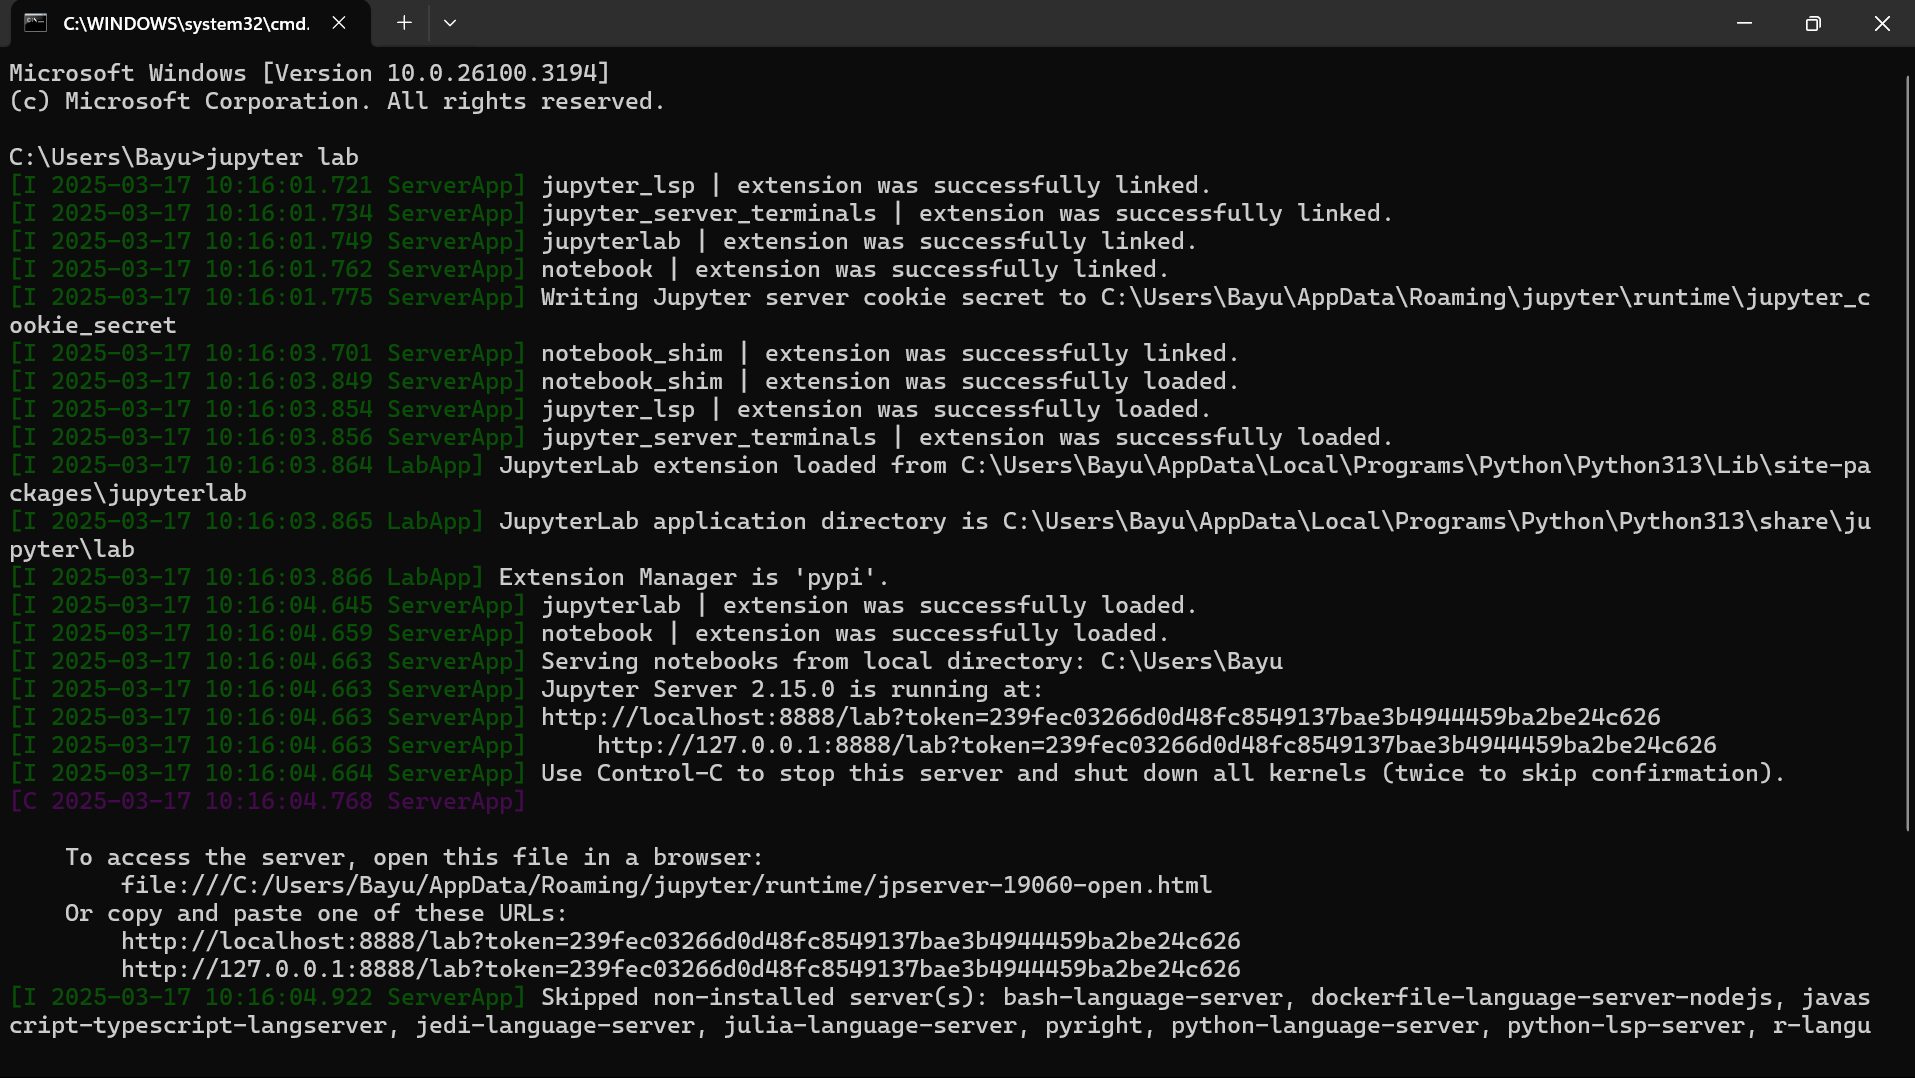 C:\WINDOWS\system32\cmd.
Microsoft Windows [Version 10.0.26100.3194]
(c) Microsoft Corporation. All rights reserved.
C:\Users\Bayu>jupyter lab
[I 2025-03-17 10:16:01.721 ServerApp] jupyter_lsp | extension was successfully linked.
[I 2025-03-17 10:16:01.734 ServerApp] jupyter_server_terminals | extension was successfully linked.
[I 2025-03-17 10:16:01.749 ServerApp] jupyterlab | extension was successfully linked.
[I 2025-03-17 10:16:01.762 ServerApp] notebook | extension was successfully linked.
[I 2025-03-17 10:16:01.775 ServerApp] Writing Jupyter server cookie secret to C:\Users\Bayu\AppData\Roaming\jupyter\runtime\jupyter_c
ookie_secret
[I 2025-03-17 10:16:03.701 ServerApp] notebook_shim | extension was successfully linked.
[I 2025-03-17 10:16:03.849 ServerApp] notebook_shim | extension was successfully loaded.
[I 2025-03-17 10:16:03.854 ServerApp] jupyter_lsp | extension was successfully loaded.
[I 2025-03-17 10:16:03.856 ServerApp] jupyter_server_terminals | extension was successfully loaded.
[I 2025-03-17 10:16:03.864 LabApp] JupyterLab extension loaded from C:\Users\Bayu\AppData\Local\Programs\Python\Python313\Lib\site-pa
ckages\jupyterlab
[I 2025-03-17 10:16:03.865 LabApp] JupyterLab application directory is C:\Users\Bayu\AppData\Local\Programs\Python\Python313\share\ju
pyter\lab
[I 2025-03-17 10:16:03.866 LabApp] Extension Manager is 'pypi'.
[I 2025-03-17 10:16:04.645 ServerApp] jupyterlab | extension was successfully loaded.
[I 2025-03-17 10:16:04.659 ServerApp] notebook | extension was successfully loaded.
[I 2025-03-17 10:16:04.663 ServerApp] Serving notebooks from local directory: C:\Users\Bayu
[I 2025-03-17 10:16:04.663 ServerApp] Jupyter Server 2.15.0 is running at:
[I 2025-03-17 10:16:04.663 ServerApp] http://localhost:8888/lab?token=239fec03266d0d48fc8549137bae3b4944459ba2be24c626
[I 2025-03-17 10:16:04.663 ServerApp]     http://127.0.0.1:8888/lab?token=239fec03266d0d48fc8549137bae3b4944459ba2be24c626
[I 2025-03-17 10:16:04.664 ServerApp] Use Control-C to stop this server and shut down all kernels (twice to skip confirmation).
[C 2025-03-17 10:16:04.768 ServerApp]
To access the server, open this file in a browser:
file:///C:/Users/Bayu/AppData/Roaming/jupyter/runtime/jpserver-19060-open.html
Or copy and paste one of these URLs:
http://localhost:8888/lab?token=239fec03266d0d48fc8549137bae3b4944459ba2be24c626
http://127.0.0.1:8888/lab?token=239fec03266d0d48fc8549137bae3b4944459ba2be24c626
[I 2025-03-17 10:16:04.922 ServerApp] Skipped non-installed server(s): bash-language-server, dockerfile-language-server-nodejs, javas
cript-typescript-langserver, jedi-language-server, julia-language-server, pyright, python-language-server, python-lsp-server, r-langu